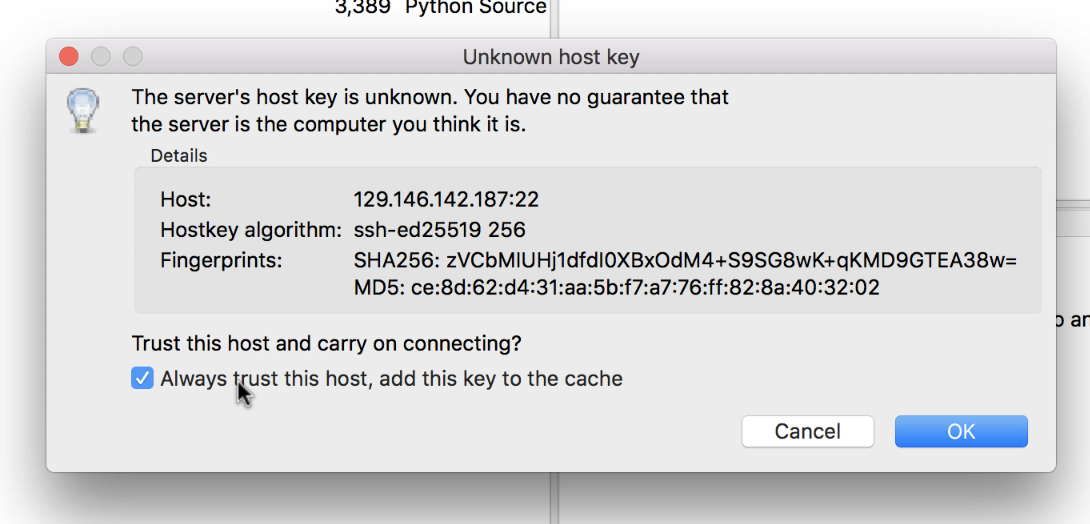 3,389 Python Source
Unknown host key
The server's host key is unknown. You have no guarantee that
the server is the computer you think it is.
Details
Host: 129.146.142.187:22
Hostkey algorithm: ssh-ed25519 256
Fingerprints: SHA256: zVCbMlUHj1dfdI0XBxOdM4+S9SG8wK+qKMD9GTEA38w=
MD5: ce:8d:62:d4:31:aa:5b:f7:a7:76:ff:82:8a:40:32:02
Trust this host and carry on connecting?
Always trust this host, add this key to the cache
Cancel OK